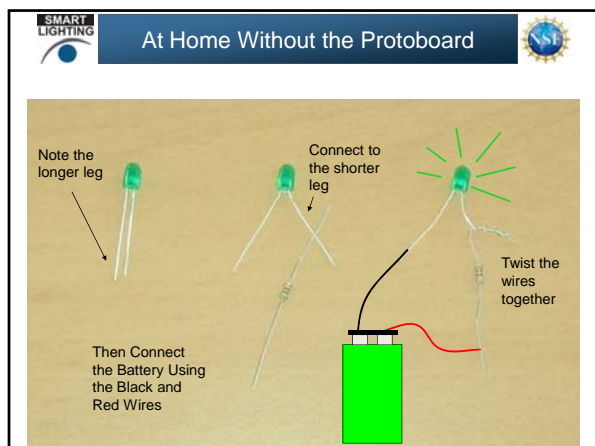 SMART
LIGHTING
At Home Without the Protoboard
NSF
Note the
longer leg
Connect to
the shorter
leg
Twist the
wires
together
Then Connect
the Battery Using
the Black and
Red Wires